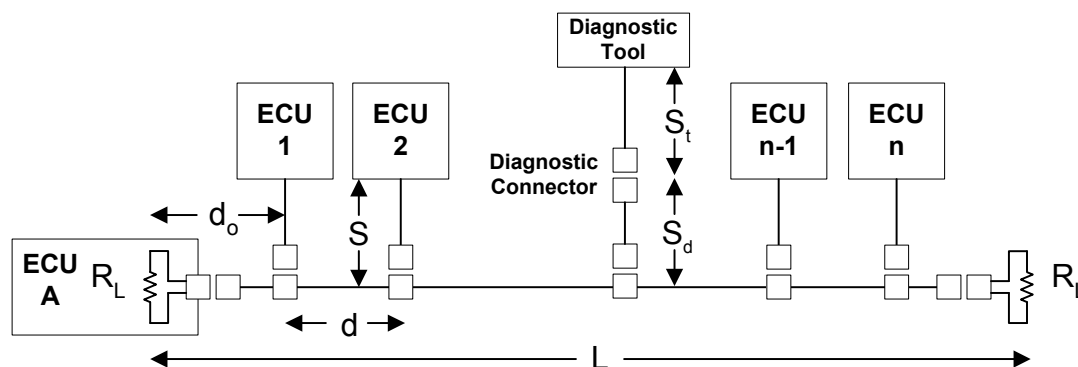 Diagnostic
Tool
ECU
1
ECU
2
ECU
n-1
ECU
n
Diagnostic
Connector
St
Sd
S
do
ECU
A
RL
RL
d
L